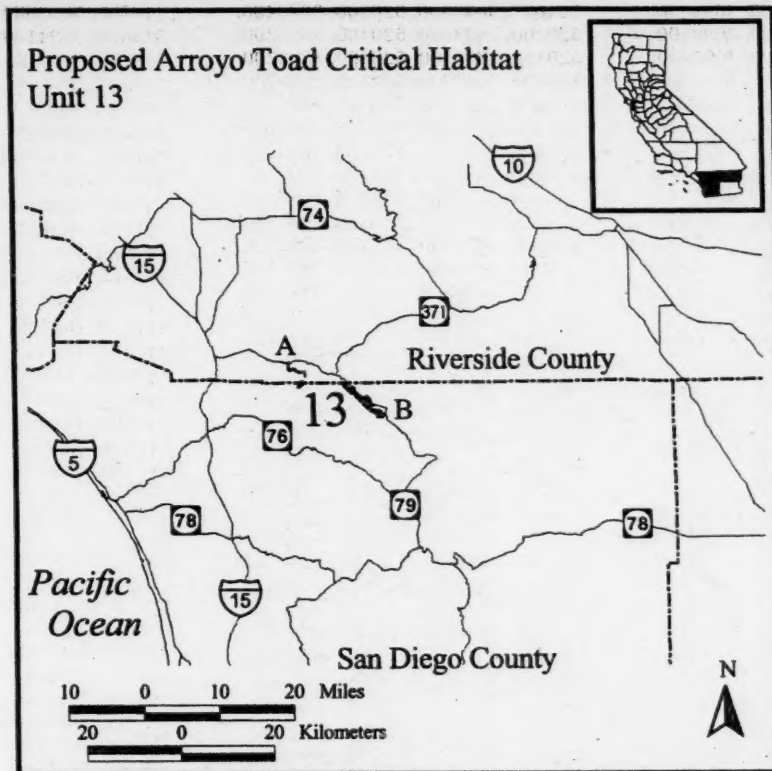 Proposed Arroyo Toad Critical Habitat
Unit 13
10
74
15
371
A
Riverside County
13
B
76
5
79
78
78
Pacific
Ocean
15
San Diego County
N
10 0 10 20 Miles
20 0 20 Kilometers